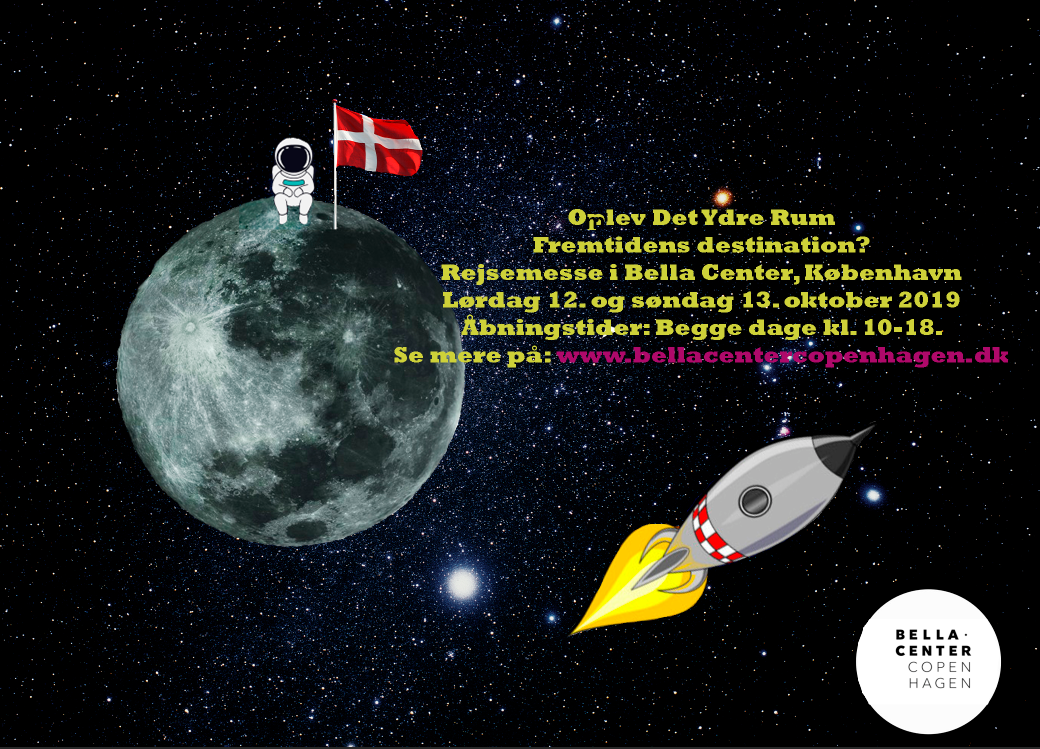 Oplev Det Ydre Rum
Fremtidens destination?
Rejsemesse i Bella Center, København
Lørdag 12. og søndag 13. oktober 2019
Åbningstider: Begge dage kl. 10-18.
Se mere på: www.bellacentercopenhagen.dk
BELLA·
CENTER
COPEN
HAGEN